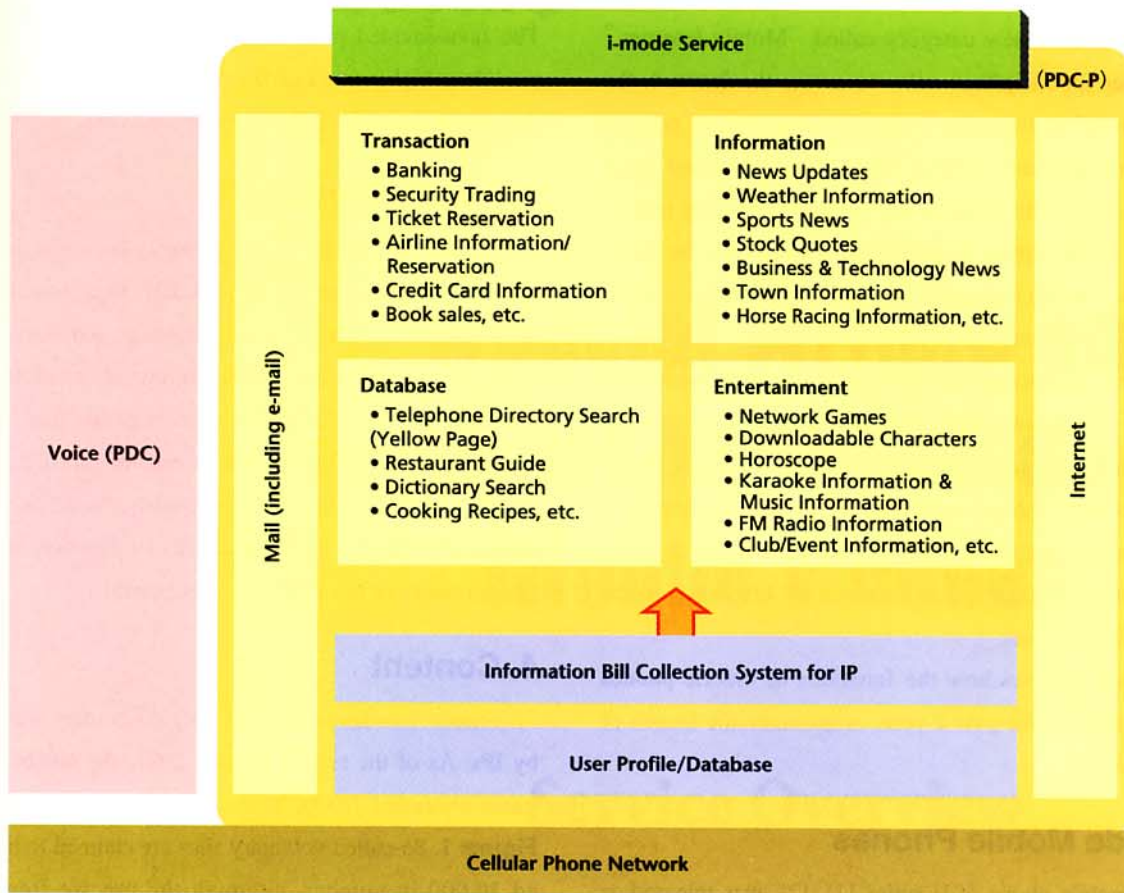 i-mode Service
(PDC-P)
Voice (PDC)
Mail (including e-mail)
Transaction
• Banking
• Security Trading
• Ticket Reservation
• Airline Information/
Reservation
• Credit Card Information
• Book sales, etc.
Information
• News Updates
• Weather Information
• Sports News
• Stock Quotes
• Business & Technology News
• Town Information
• Horse Racing Information, etc.
Database
• Telephone Directory Search
(Yellow Page)
• Restaurant Guide
• Dictionary Search
• Cooking Recipes, etc.
Entertainment
• Network Games
• Downloadable Characters
• Horoscope
• Karaoke Information &
Music Information
• FM Radio Information
• Club/Event Information, etc.
Internet
Information Bill Collection System for IP
User Profile/Database
Cellular Phone Network